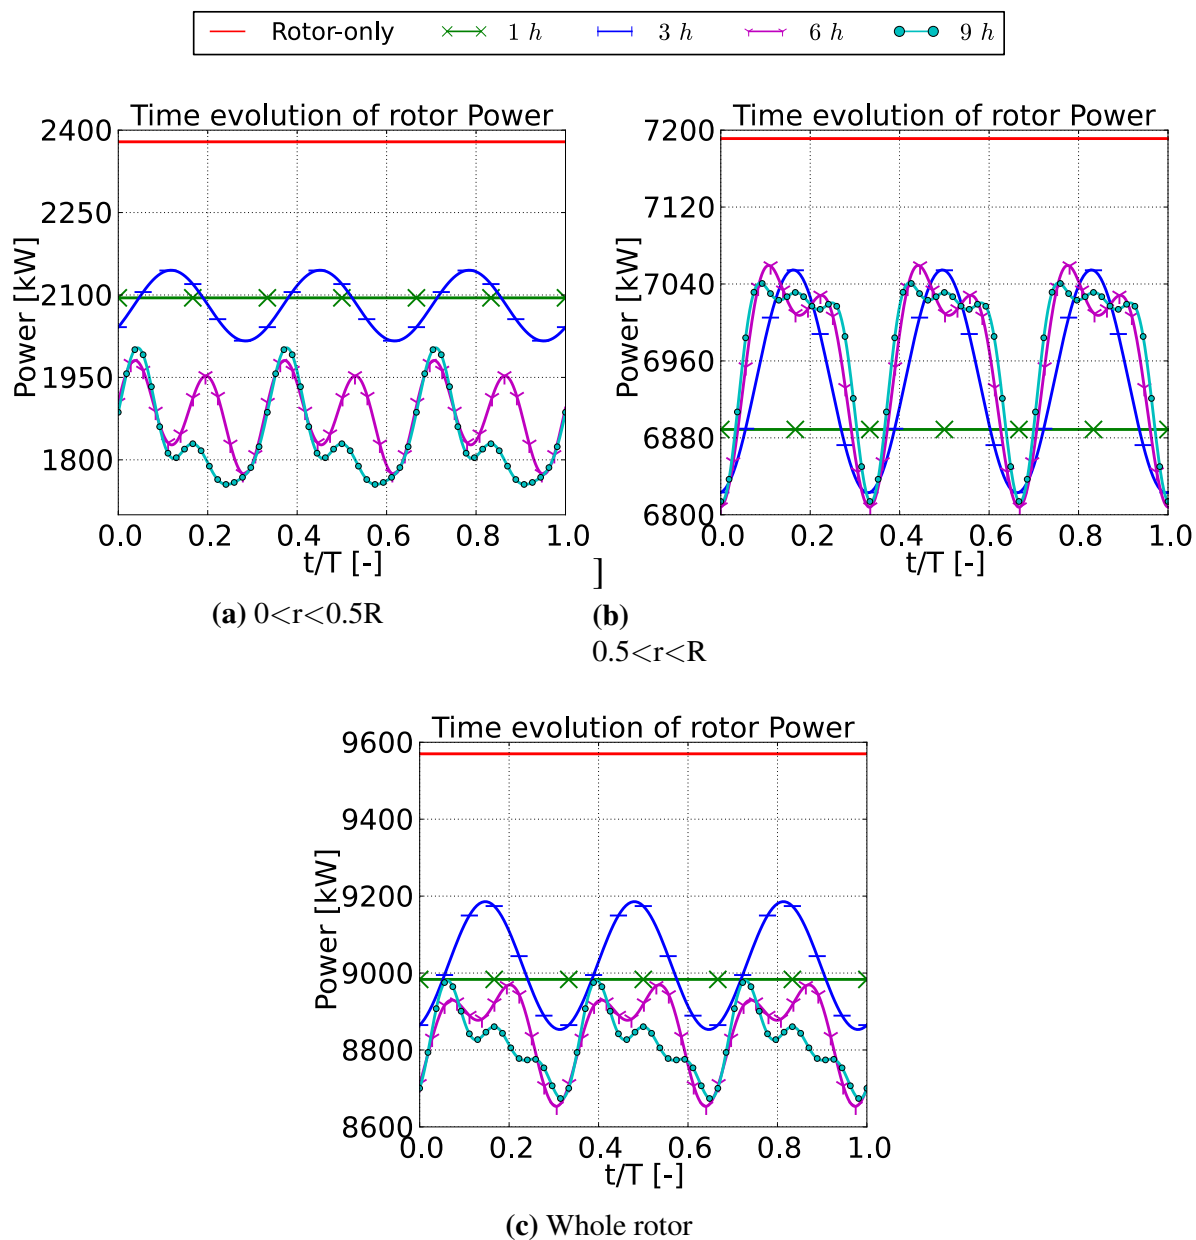 Rotor-only 1 h 3 h 6 h 9 h
Time evolution of rotor Power
2400
2250
2100
1950
1800
Power [kW]
0.0 0.2 0.4 0.6 0.8 1.0
t/T [-]
(a) 0<r<0.5R
Time evolution of rotor Power
7200
7120
7040
6960
6880
6800
Power [kW]
0.0 0.2 0.4 0.6 0.8 1.0
t/T [-]
]
(b)
0.5<r<R
Time evolution of rotor Power
9600
9400
9200
9000
8800
8600
Power [kW]
0.0 0.2 0.4 0.6 0.8 1.0
t/T [-]
(c) Whole rotor